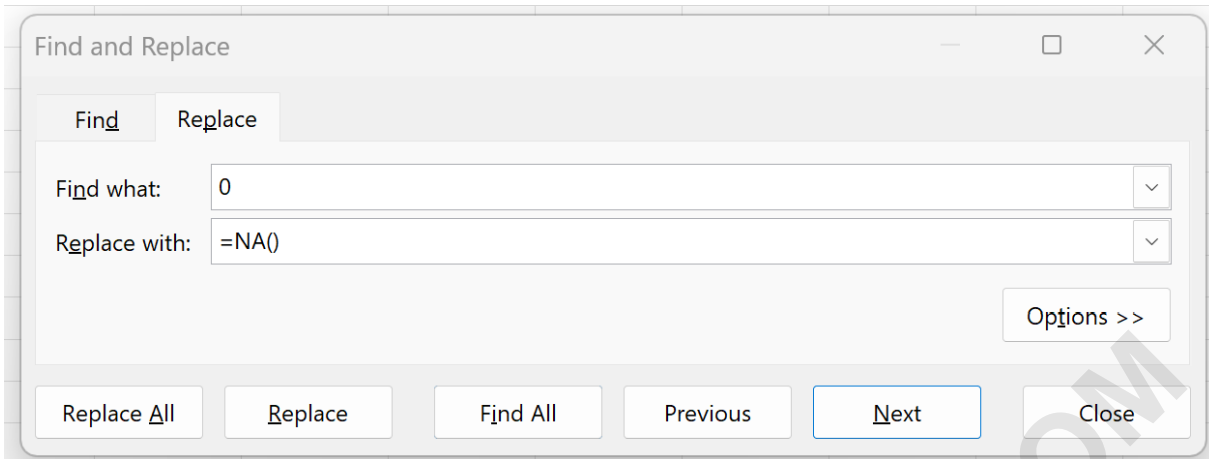 Find and Replace
Find Replace
Find what: 0
Replace with: =NA()
Options >>
Replace All Replace Find All Previous Next Close
OM